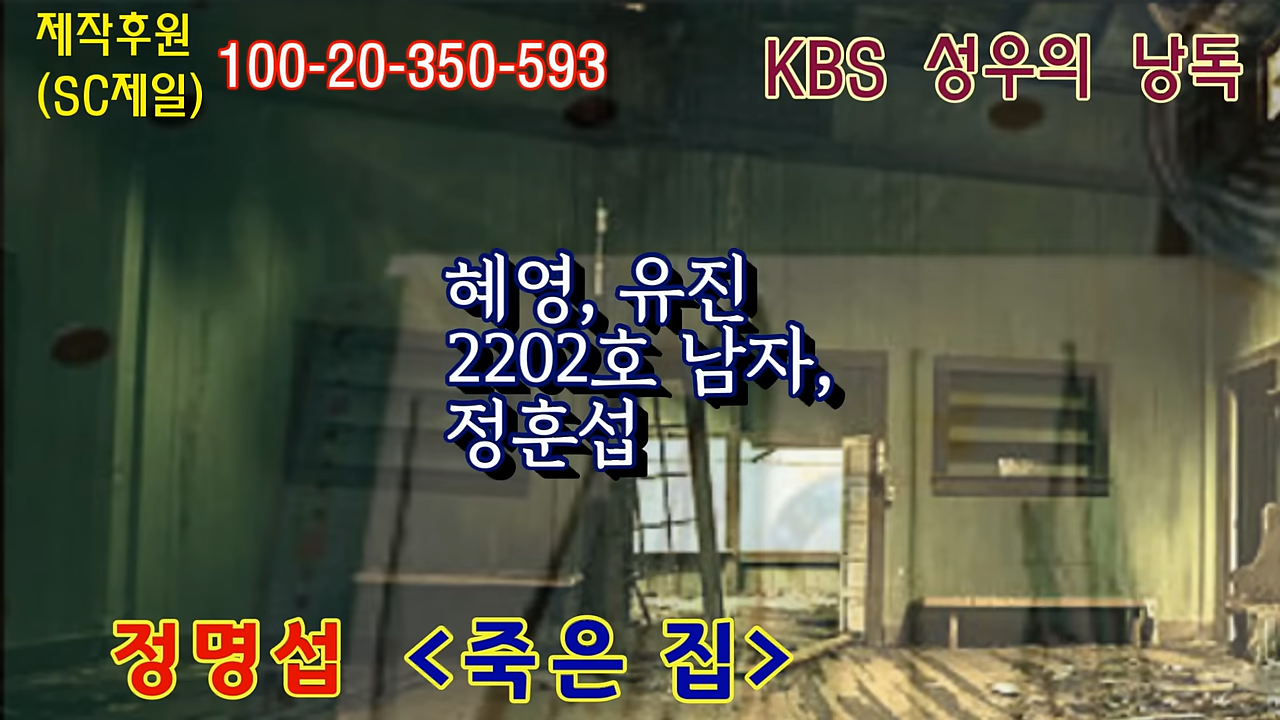 제작후원
(SC제일)
100-20-350-593
KBS 성우의 낭독
혜영, 유진
2202호 남자,
정훈섭
정명섭 <죽은 집>